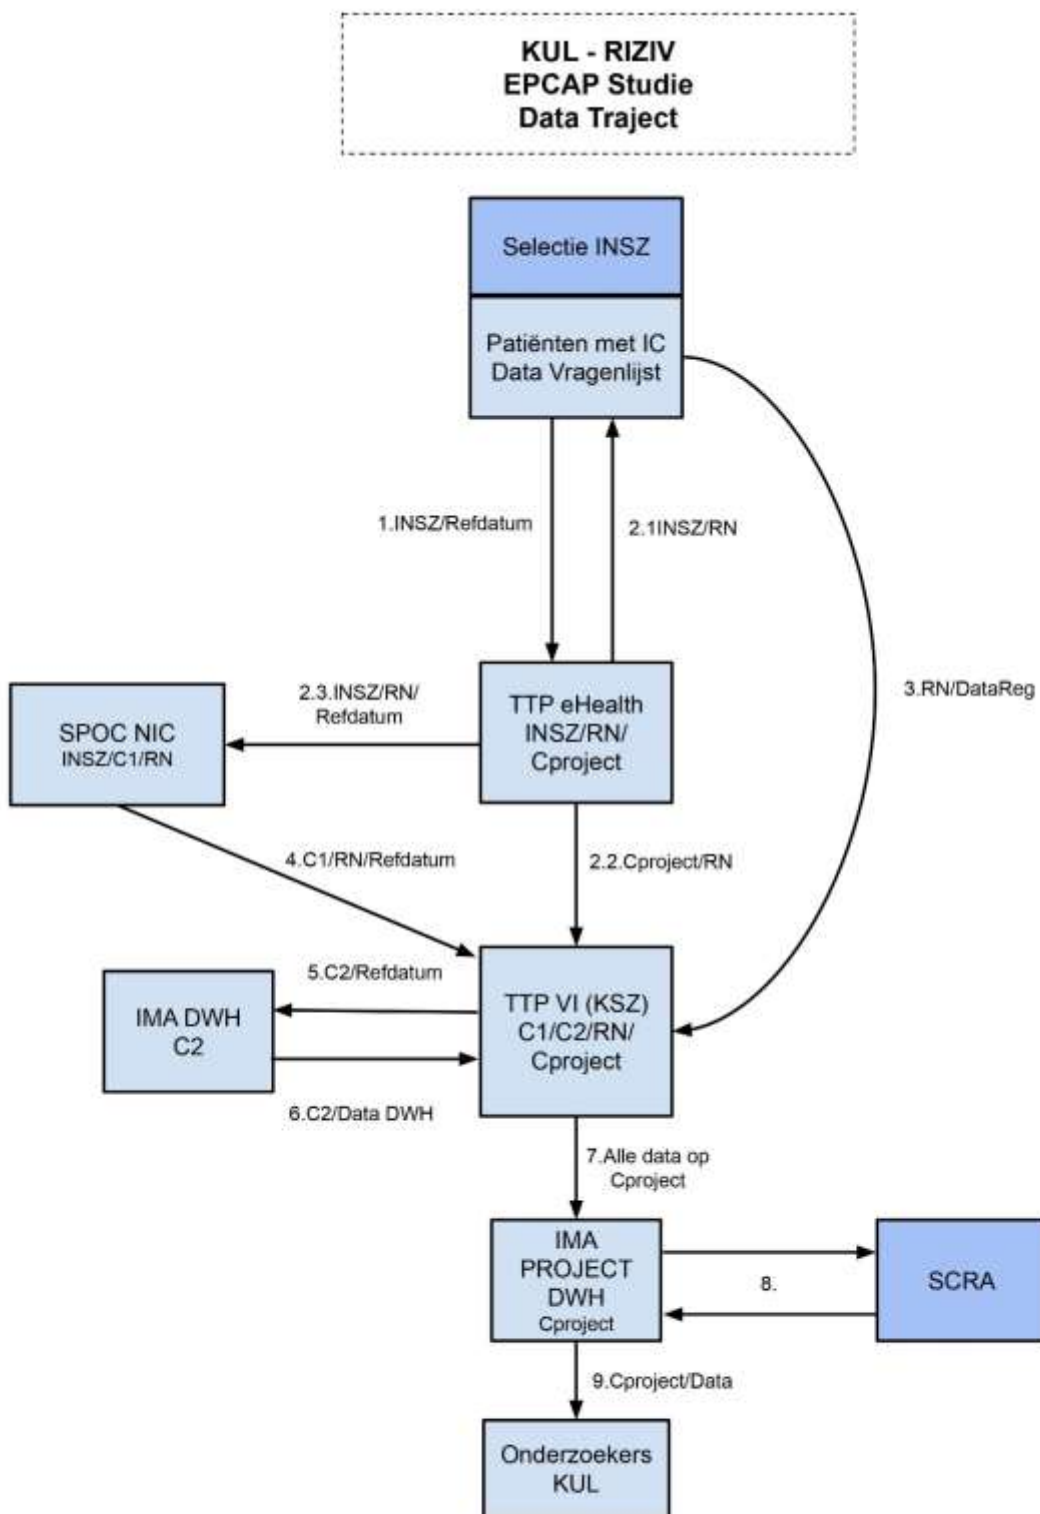 KUL - RIZIV
EPCAP Studie
Data Traject
Selectie INSZ
Patiënten met IC
Data Vragenlijst
1.INSZ/Refdatum
2.1INSZ/RN
3.RN/DataReg
2.3.INSZ/RN/
Refdatum
TTP eHealth
INSZ/RN/
Cproject
SPOC NIC
INSZ/C1/RN
4.C1/RN/Refdatum
2.2.Cproject/RN
5.C2/Refdatum
TTP VI (KSZ)
C1/C2/RN/
Cproject
IMA DWH
C2
6.C2/Data DWH
7.Alle data op
Cproject
IMA
PROJECT
DWH
Cproject
8.
SCRA
9.Cproject/Data
Onderzoekers
KUL